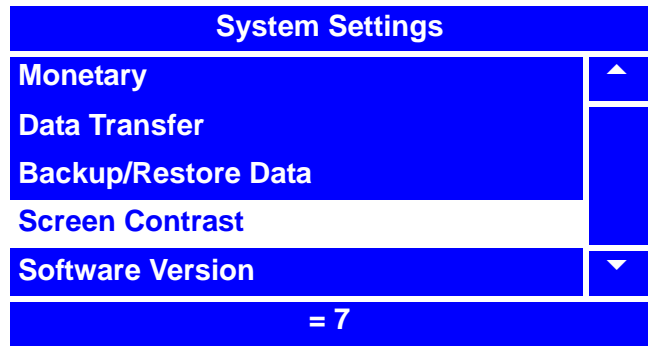 System Settings
Monetary
Data Transfer
Backup/Restore Data
Screen Contrast
Software Version
= 7